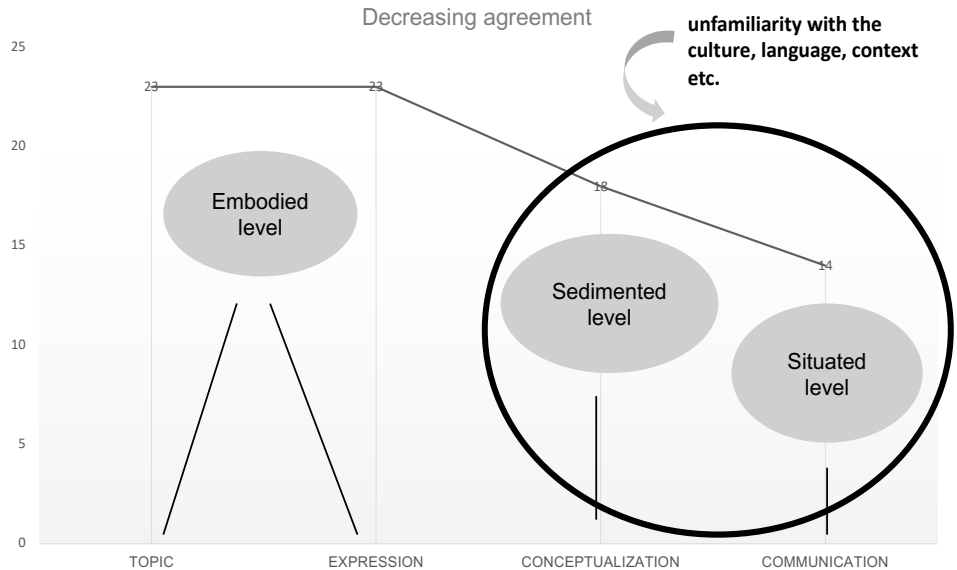 Decreasing agreement
unfamiliarity with the
culture, language, context
etc.
25
20
15
10
5
0
23
23
18
14
Embodied
level
Sedimented
level
Situated
level
TOPIC
EXPRESSION
CONCEPTUALIZATION
COMMUNICATION